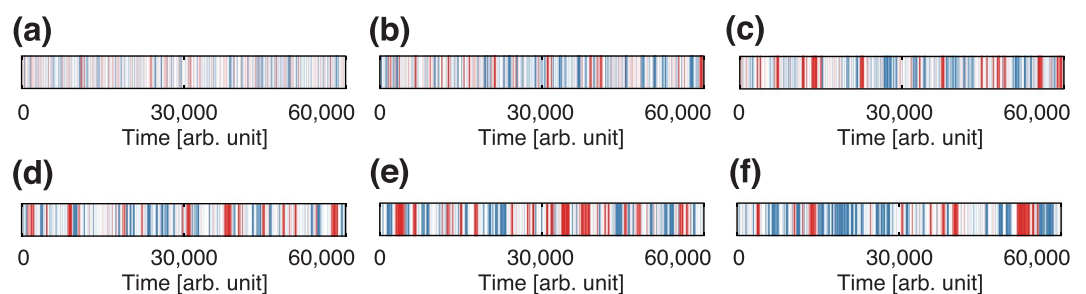 (a) (b) (c)
0 30,000 60,000 0 30,000 60,000 0 30,000 60,000
Time [arb. unit] Time [arb. unit] Time [arb. unit]
(d) (e) (f)
0 30,000 60,000 0 30,000 60,000 0 30,000 60,000
Time [arb. unit] Time [arb. unit] Time [arb. unit]